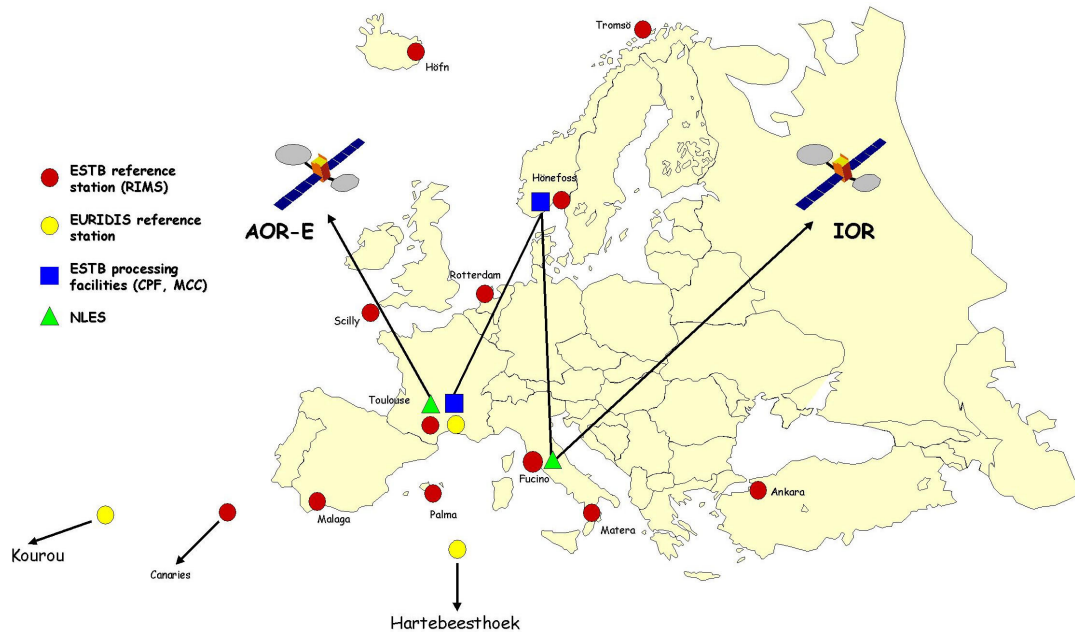 Tromsö
Höfn
ESTB reference
station (RIMS)
EURIDIS reference
station
ESTB processing
facilities (CPF, MCC)
NLES
AOR-E
Hönefoss
IOR
Rotterdam
Scilly
Toulouse
Fucino
Malaga
Palma
Matera
Ankara
Kourou
Canaries
Hartebeesthoek